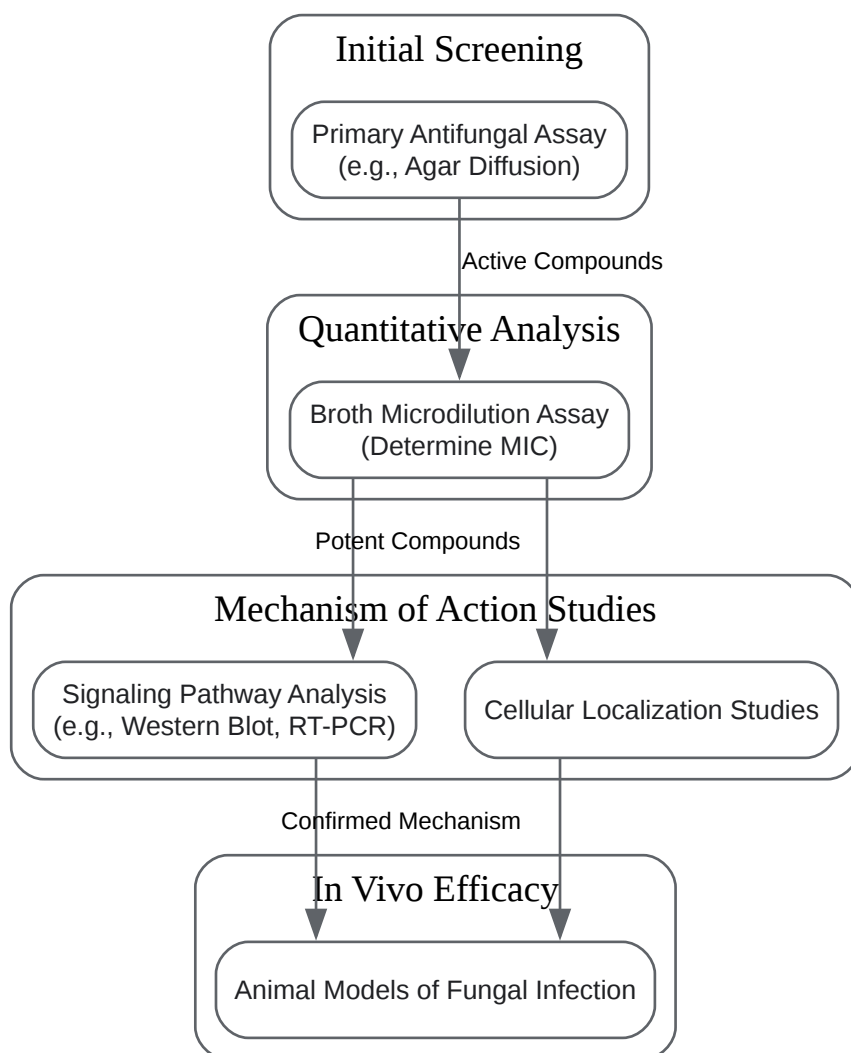 Initial Screening
Primary Antifungal Assay
(e.g., Agar Diffusion)
Active Compounds
Quantitative Analysis
Broth Microdilution Assay
(Determine MIC)
Potent Compounds
Mechanism of Action Studies
Signaling Pathway Analysis
(e.g., Western Blot, RT-PCR)
Cellular Localization Studies
Confirmed Mechanism
In Vivo Efficacy
Animal Models of Fungal Infection